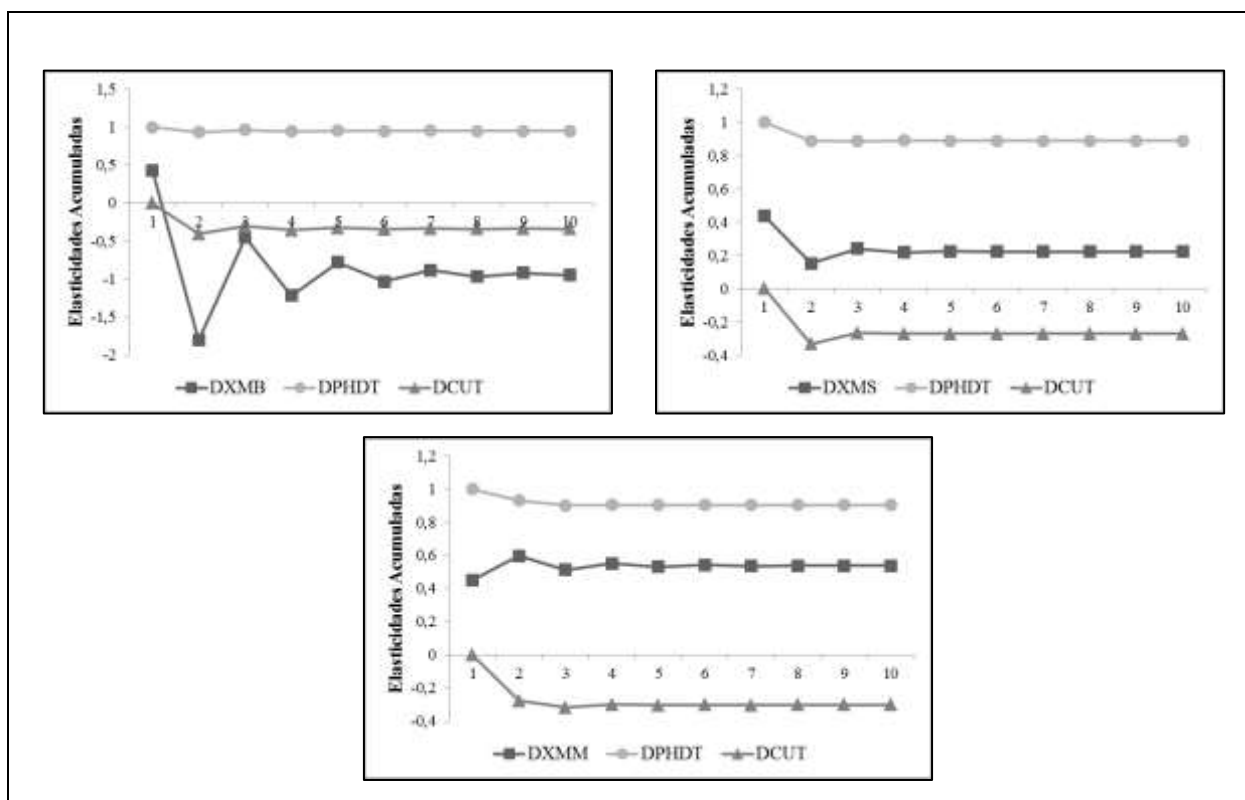 Elasticidades Acumuladas
1,5
1
0,5
0
-0,5
-1
-1,5
-2
1 2 3 4 5 6 7 8 9 10
DXMB DPHDT DCUT
Elasticidades Acumuladas
1,2
1
0,8
0,6
0,4
0,2
0
-0,2
-0,4
1 2 3 4 5 6 7 8 9 10
DXMS DPHDT DCUT
Elasticidades Acumuladas
1,2
1
0,8
0,6
0,4
0,2
0
-0,2
-0,4
1 2 3 4 5 6 7 8 9 10
DXMM DPHDT DCUT